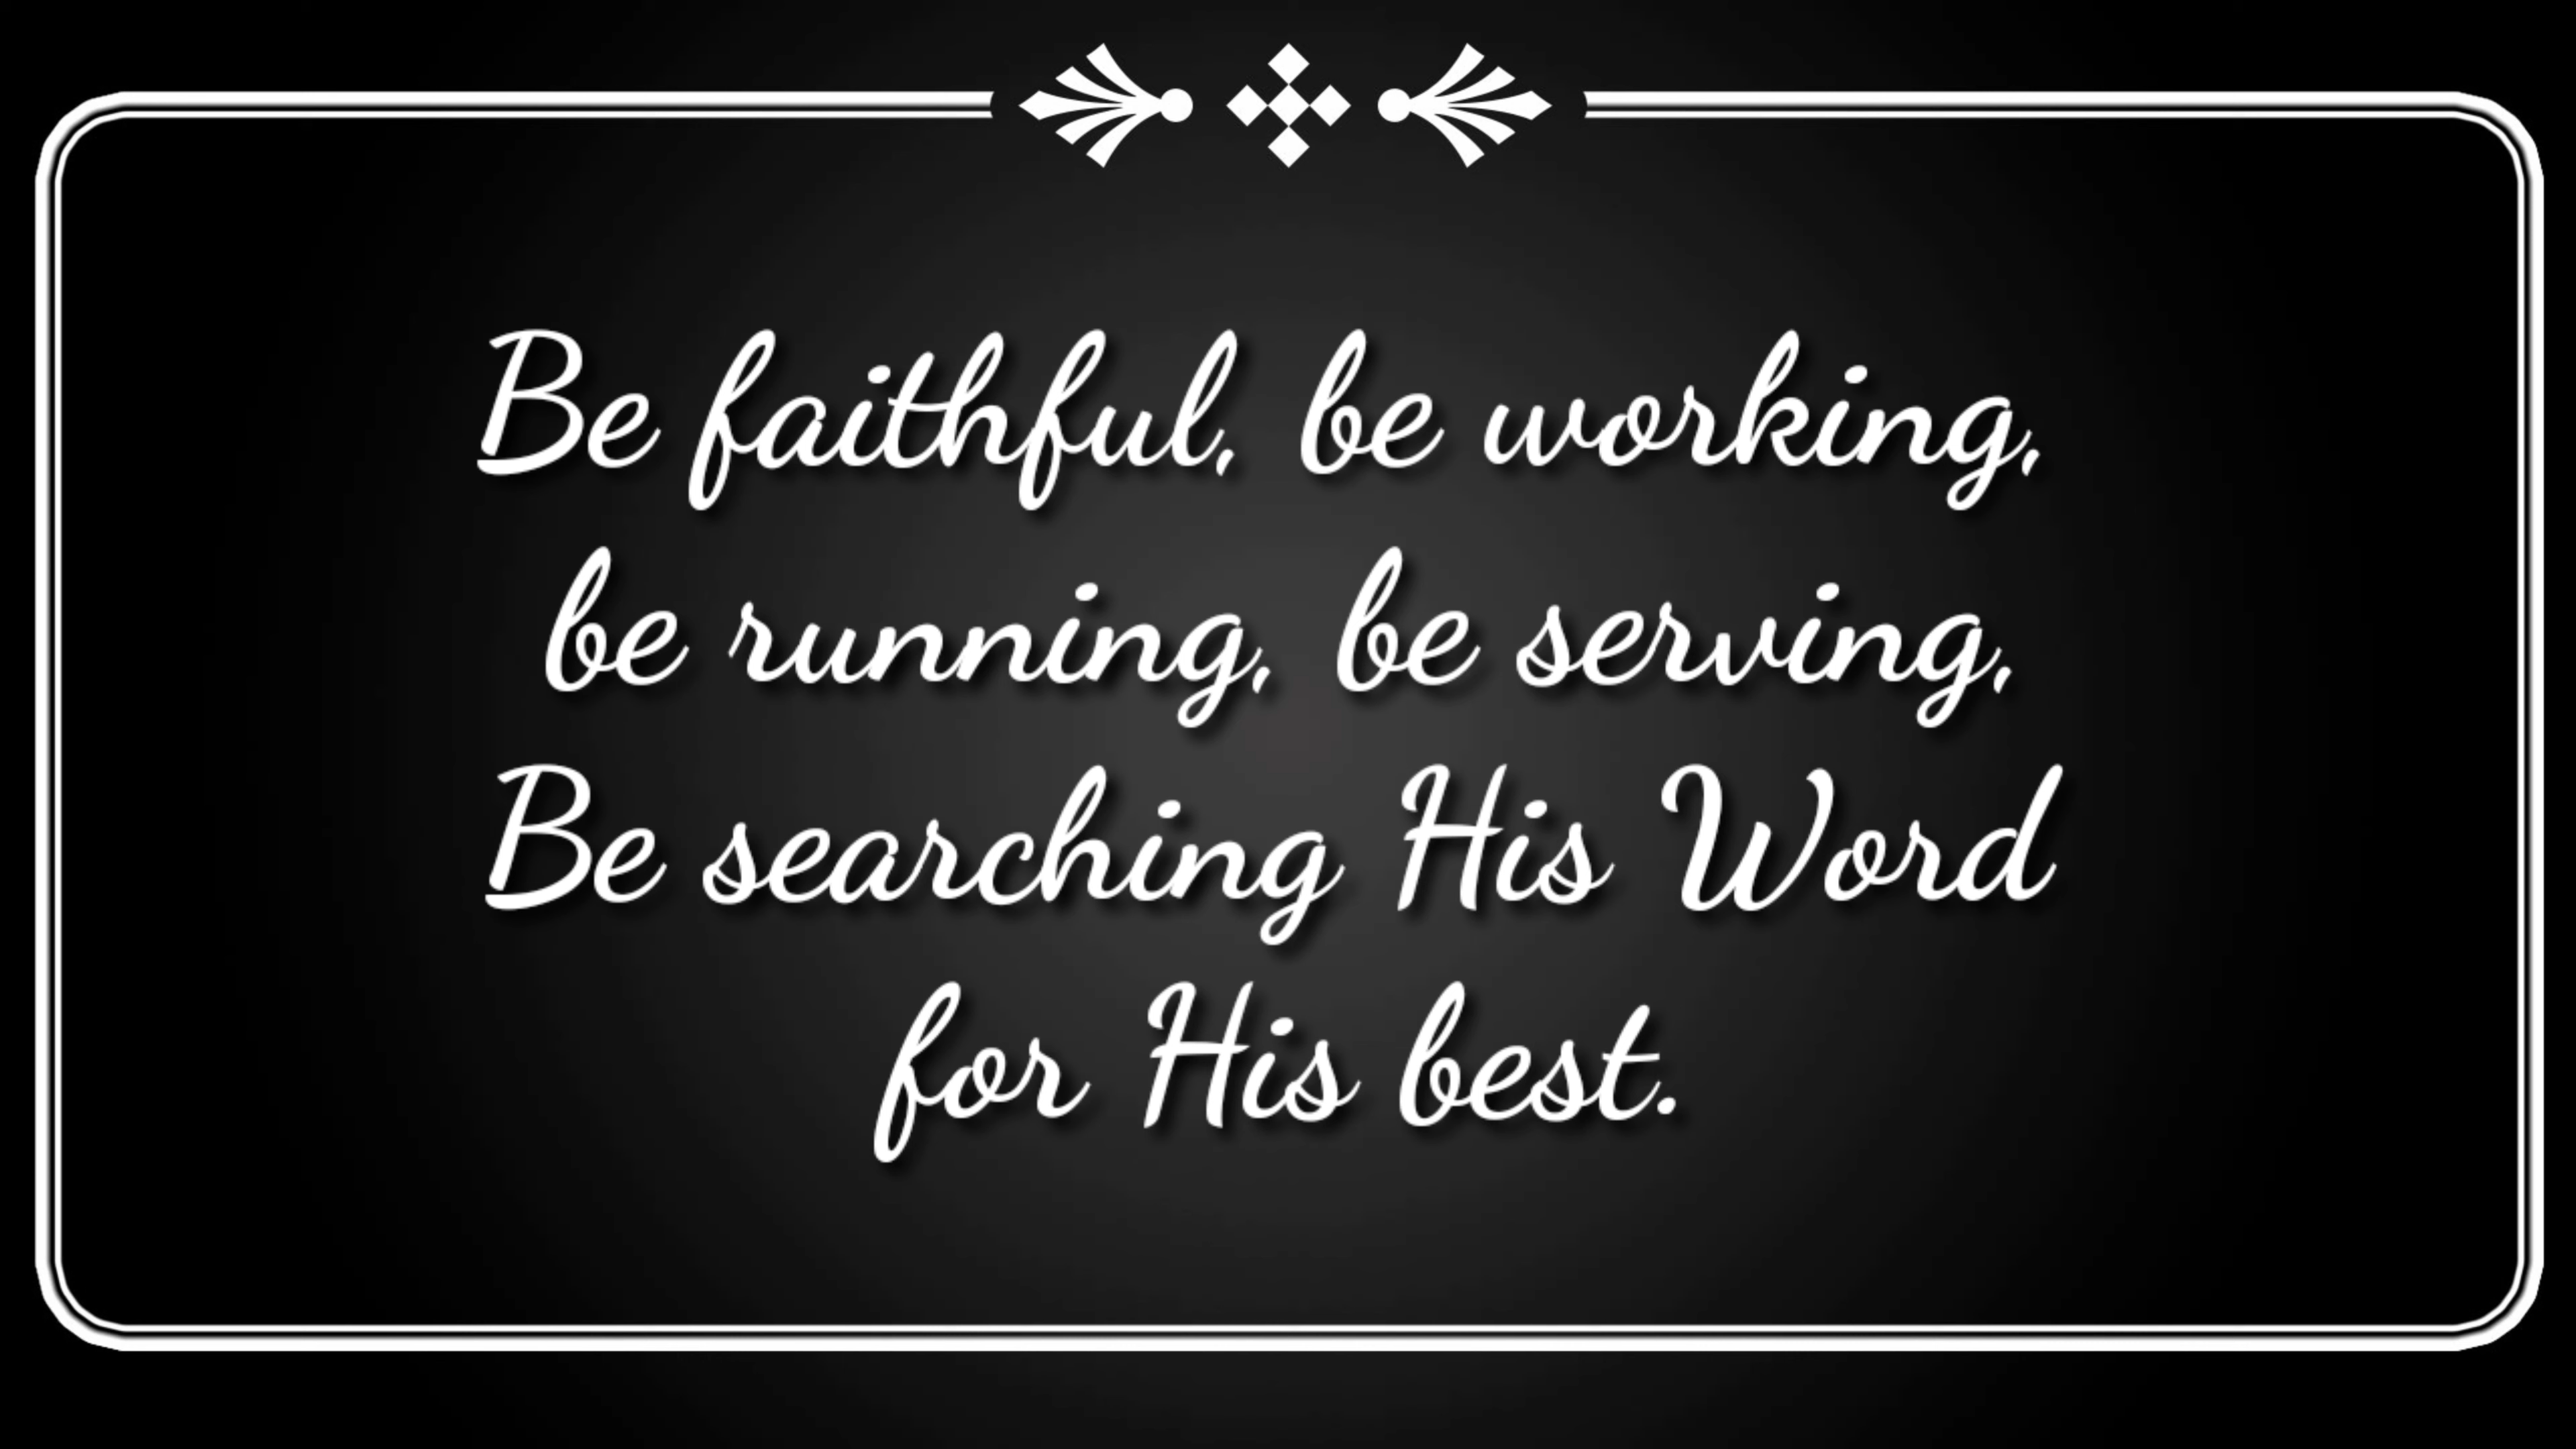 Be faithful, be working,
be running, be serving,
Be searching His Word
for His best.